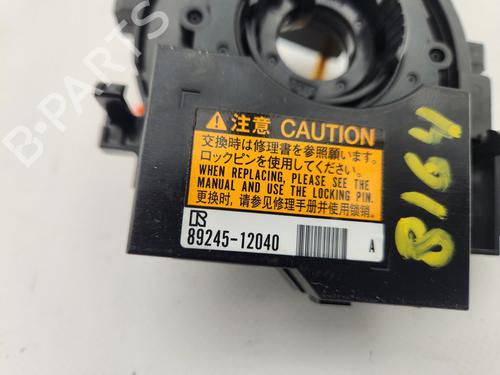 ⚠注意 CAUTION
交換時は修理書を参照願います。
ロックピンを使用してください。
WHEN REPLACING, PLEASE SEE THE
MANUAL AND USE THE LOCKING PIN.
更换时,请参见修理手册并使用锁销。
89245-12040 A
B164
B-PARTS